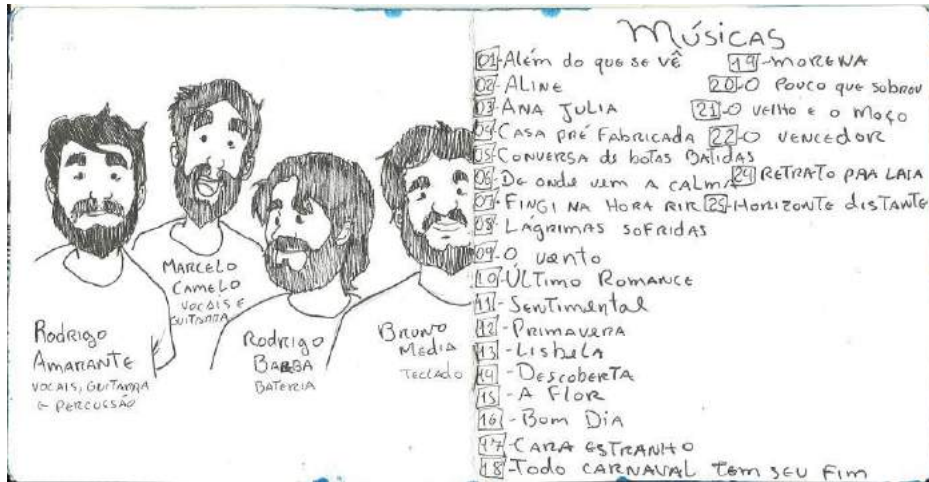 MARCELO
CAMELO
VOCAIS E
GUITARRA
Rodrigo
AMARANTE
VOCAIS, GUITARRA
E PERCUSSÃO
Rodrigo
BARBA
BATERIA
BRUNO
MEDIA
TECLADO
MÚSICAS
01-Além do que se vê
02-ALINE
03-ANA JULIA
04-CASA PRÉ FABRICADA
05-CONVERSA de botas BATIDAS
06-De onde vem A CALMA
07-FINGI NA HORA RIR
08-LÁGRIMAS SOFRIDAS
09-O vento
10-ÚLTIMO ROMANCE
11-Sentimental
12-PRIMAVERA
13-Lisbela
14-DESCOBERTA
15-A FLOR
16-Bom DIA
17-CARA ESTRANHO
18-Todo CARNAVAL TEM SEU Fim
19-MORENA
20-O Pouco que sobrou
21-O velho e o Moço
22-O VENCEDOR
24 RETRATO PRA IAIA
25-HORIZONTE disTANTE